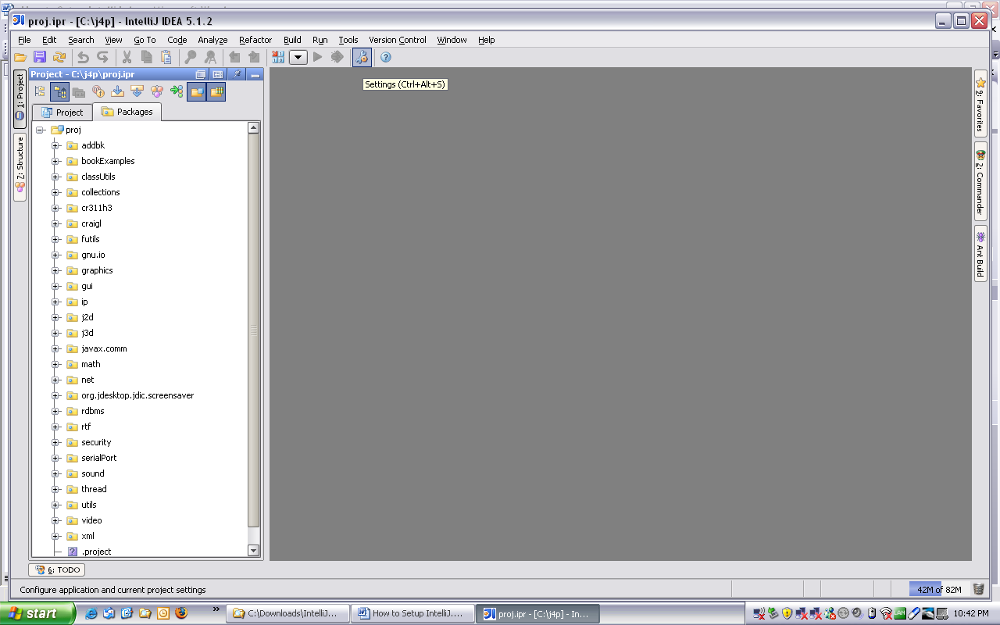 proj.ipr - [C:\j4p] - IntelliJ IDEA 5.1.2
File Edit Search View Go To Code Analyze Refactor Build Run Tools Version Control Window Help
Project - C:\j4p\proj.ipr
Settings (Ctrl+Alt+S)
1: Project
Z: Structure
Project Packages
proj
addbk
bookExamples
classUtils
collections
cr311h3
craigl
futils
gnu.io
graphics
gui
ip
j2d
j3d
javax.comm
math
net
org.jdesktop.jdic.screensaver
rdbms
rtf
security
serialPort
sound
thread
utils
video
xml
.project
9: Favorites
2: Commander
Ant Build
6: TODO
Configure application and current project settings
42M of 82M
start
C:\Downloads\IntelliJ...
How to Setup IntelliJ....
proj.ipr - [C:\j4p] - In...
10:42 PM